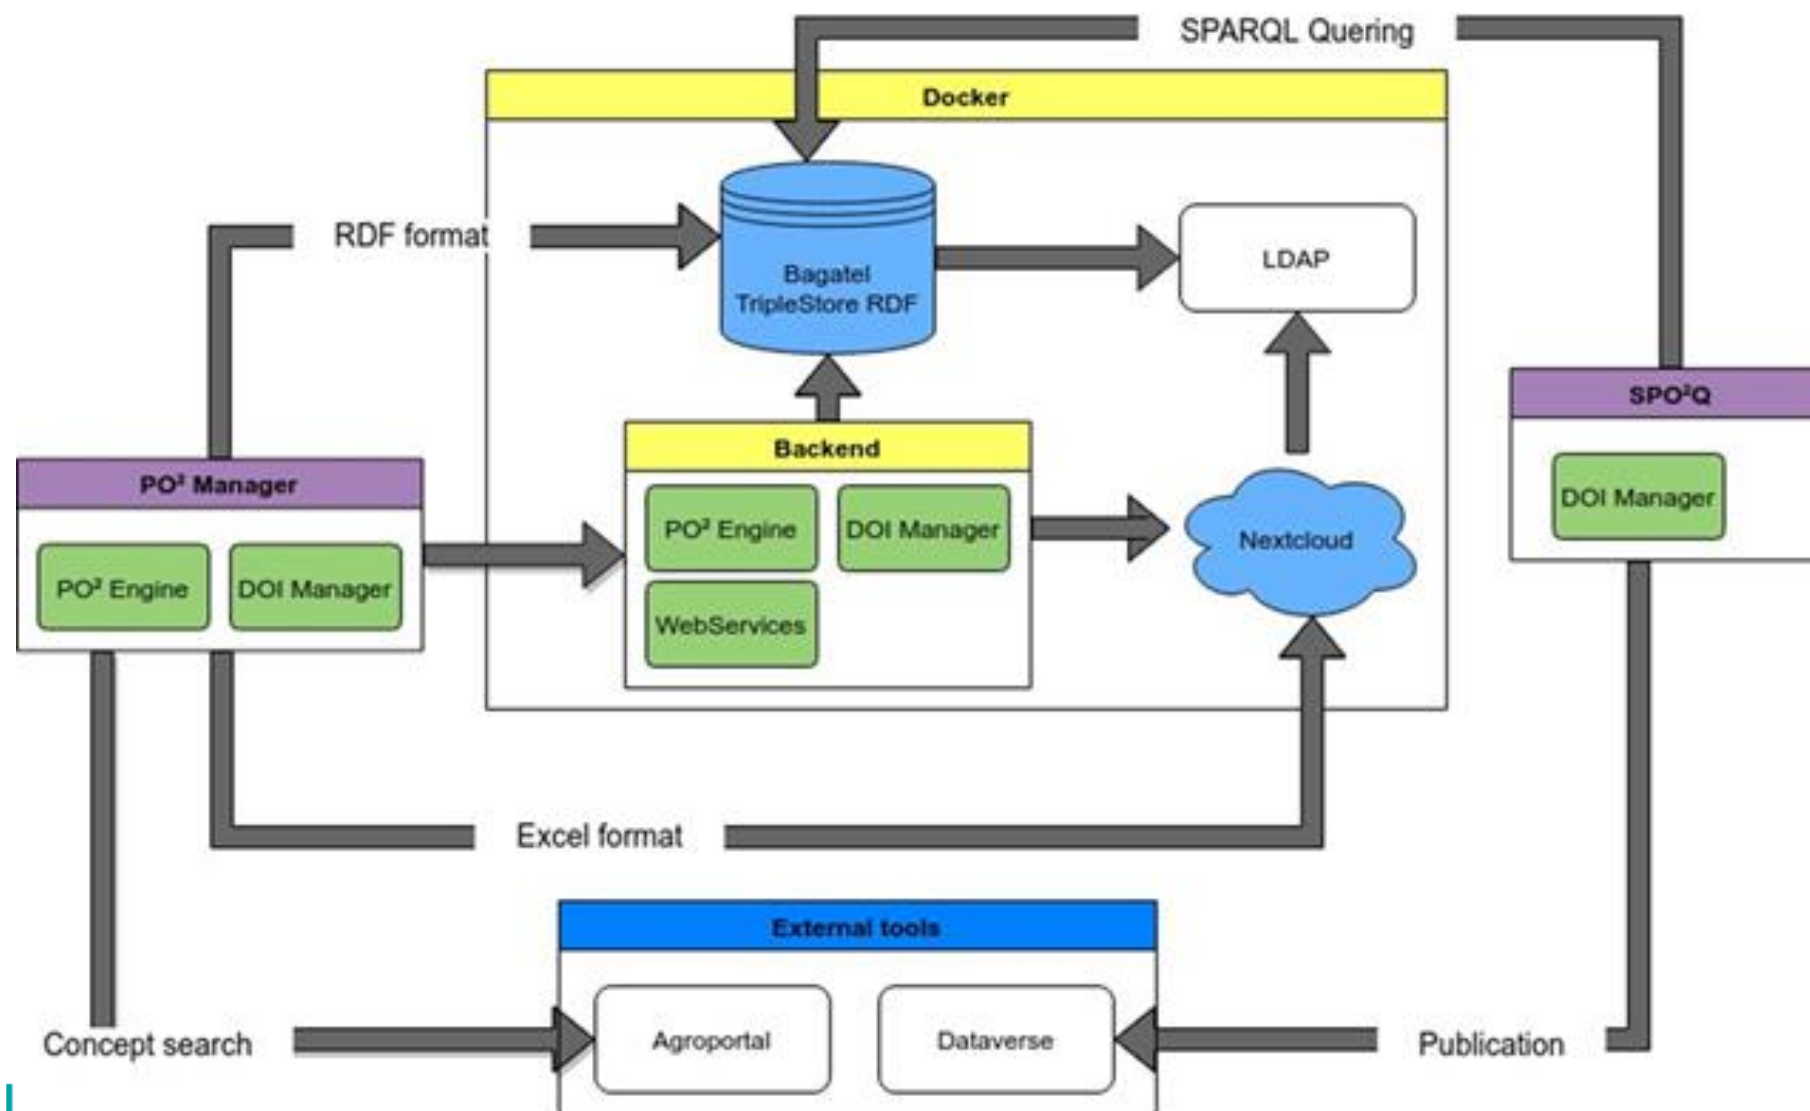 SPARQL Quering
Docker
RDF format
Bagatel
TripleStore RDF
LDAP
SPO²Q
DOI Manager
Backend
PO² Engine
DOI Manager
WebServices
Nextcloud
PO² Manager
PO² Engine
DOI Manager
Excel format
External tools
Concept search
Agroportal
Dataverse
Publication